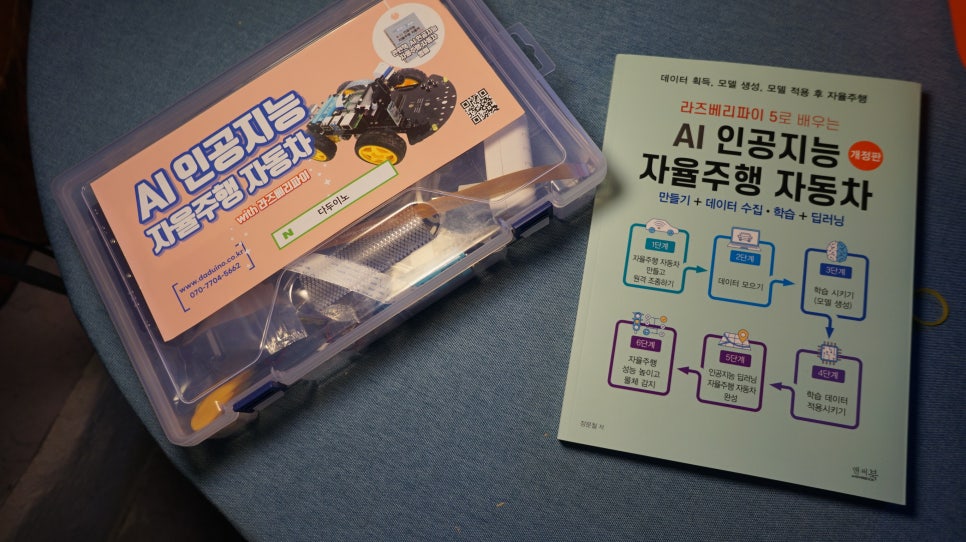 AI 인공지능
자율주행 자동차
with 라즈베리파이
N
다두이노
www.daduino.co.kr
070-7704-5662
데이터 획득, 모델 생성, 모델 적용 후 자율주행
라즈베리파이 5로 배우는
AI 인공지능
자율주행 자동차
개정판
만들기 + 데이터 수집 · 학습 + 딥러닝
1단계
자율주행 자동차
만들고
원격 조종하기
2단계
데이터 모으기
3단계
학습 시키기
(모델 생성)
4단계
학습 데이터
적용시키기
5단계
인공지능 딥러닝
자율주행 자동차
완성
6단계
자율주행
성능 높이고
물체 감지
장문철 저
앤써북